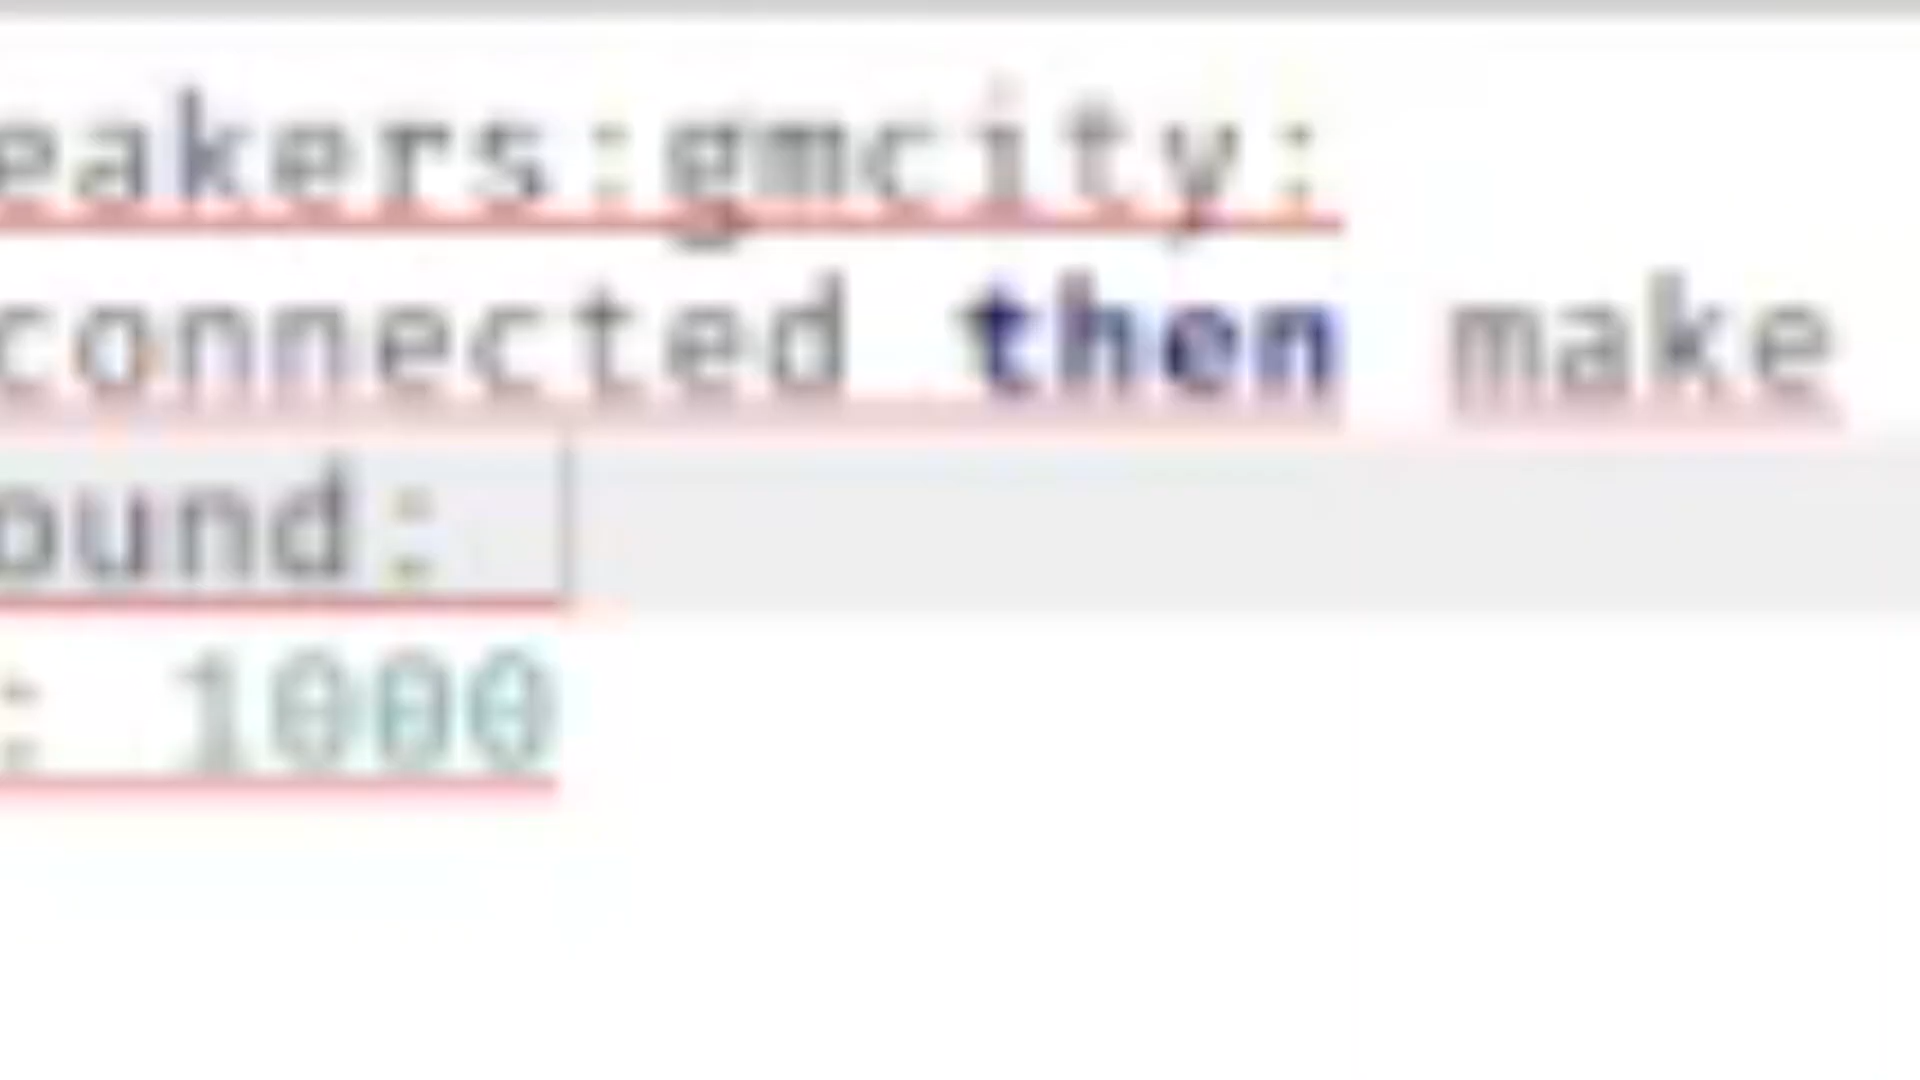 eakers:gmcity:
connected then make
ound:
: 1000